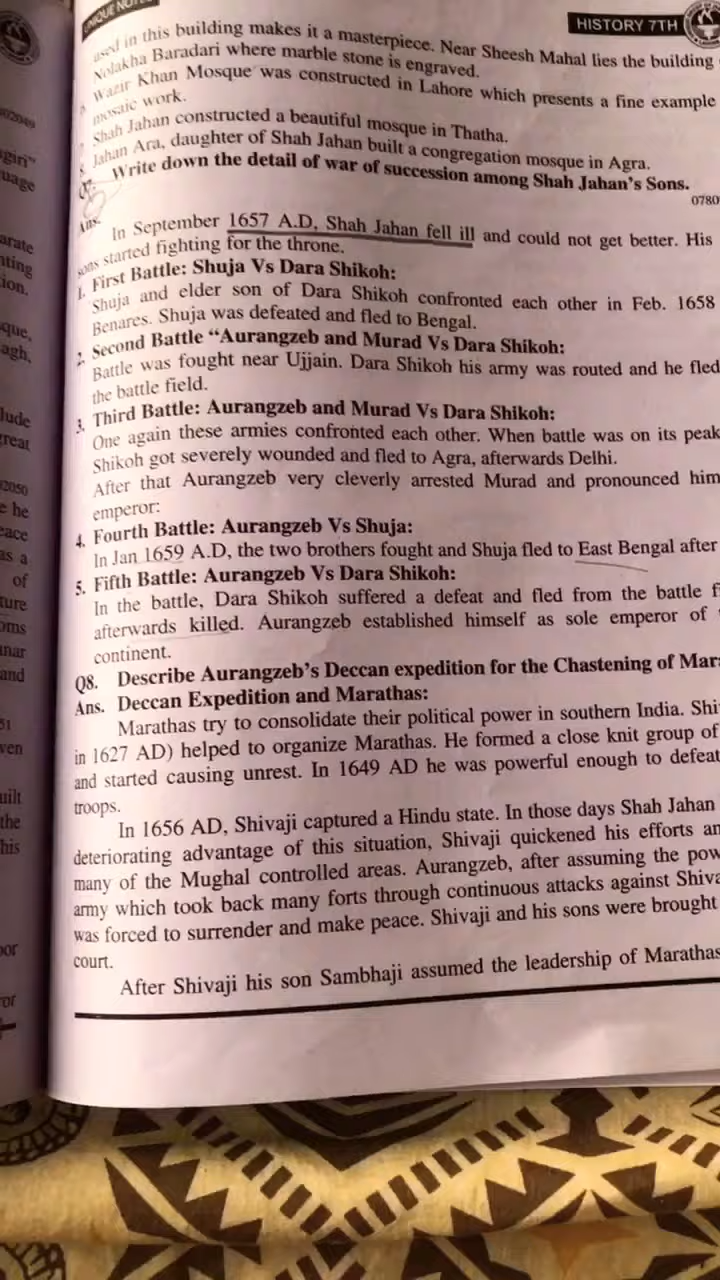 UNIQUE NOTES
HISTORY 7TH
used in this building makes it a masterpiece. Near Sheesh Mahal lies the building
Nolakha Baradari where marble stone is engraved.
Wazir Khan Mosque was constructed in Lahore which presents a fine example
mosaic work.
Shah Jahan constructed a beautiful mosque in Thatha.
8. Jahan Ara, daughter of Shah Jahan built a congregation mosque in Agra.
Q7. Write down the detail of war of succession among Shah Jahan's Sons.
0780
Ans.
In September 1657 A.D, Shah Jahan fell ill and could not get better. His
sons started fighting for the throne.
1. First Battle: Shuja Vs Dara Shikoh:
Shuja and elder son of Dara Shikoh confronted each other in Feb. 1658
Benares. Shuja was defeated and fled to Bengal.
2. Second Battle “Aurangzeb and Murad Vs Dara Shikoh:
Battle was fought near Ujjain. Dara Shikoh his army was routed and he fled
the battle field.
3. Third Battle: Aurangzeb and Murad Vs Dara Shikoh:
One again these armies confronted each other. When battle was on its peak
Shikoh got severely wounded and fled to Agra, afterwards Delhi.
After that Aurangzeb very cleverly arrested Murad and pronounced him
emperor:
4. Fourth Battle: Aurangzeb Vs Shuja:
In Jan 1659 A.D, the two brothers fought and Shuja fled to East Bengal after
5. Fifth Battle: Aurangzeb Vs Dara Shikoh:
In the battle, Dara Shikoh suffered a defeat and fled from the battle f
afterwards killed. Aurangzeb established himself as sole emperor of
continent.
Q8. Describe Aurangzeb's Deccan expedition for the Chastening of Mar
Ans. Deccan Expedition and Marathas:
Marathas try to consolidate their political power in southern India. Shi
in 1627 AD) helped to organize Marathas. He formed a close knit group of
and started causing unrest. In 1649 AD he was powerful enough to defeat
troops.
In 1656 AD, Shivaji captured a Hindu state. In those days Shah Jahan
deteriorating advantage of this situation, Shivaji quickened his efforts an
many of the Mughal controlled areas. Aurangzeb, after assuming the pow
army which took back many forts through continuous attacks against Shiva
was forced to surrender and make peace. Shivaji and his sons were brought
court.
After Shivaji his son Sambhaji assumed the leadership of Marathas